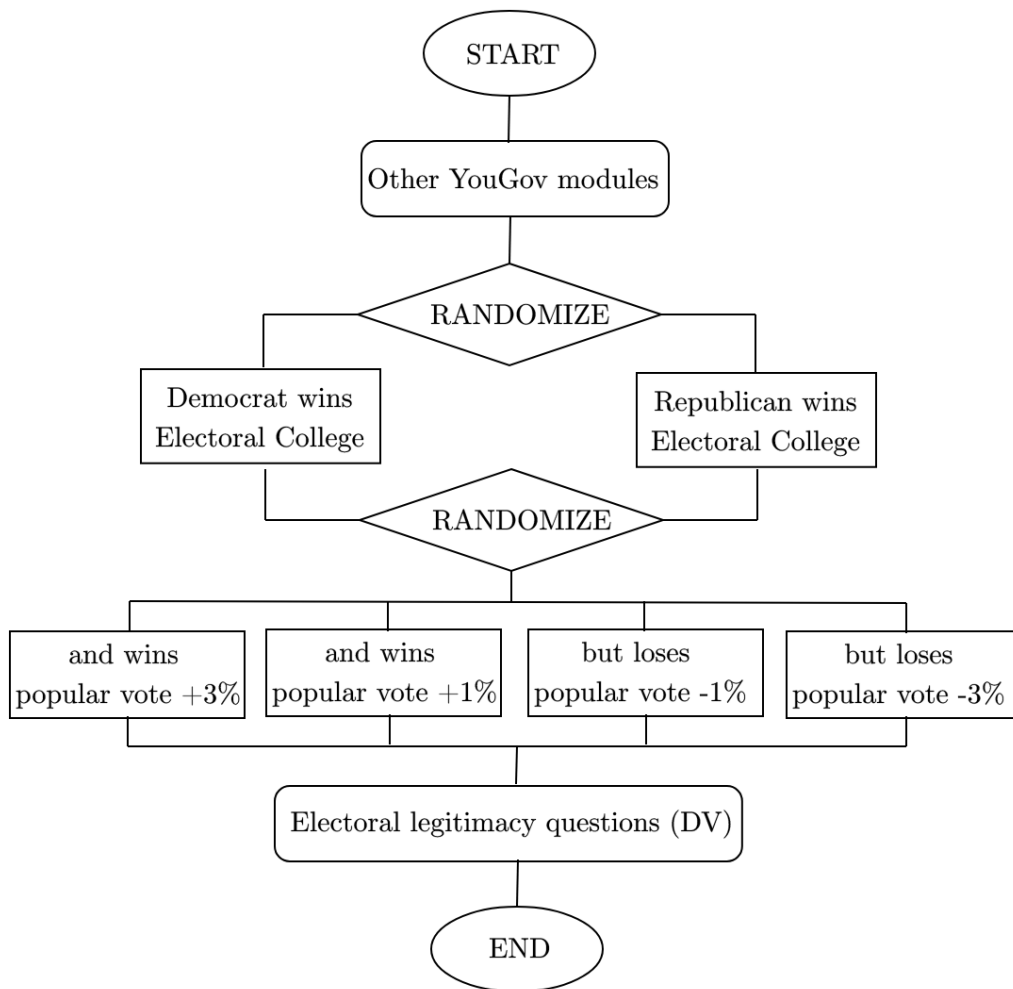 START
Other YouGov modules
RANDOMIZE
Democrat wins
Electoral College
Republican wins
Electoral College
RANDOMIZE
and wins
popular vote +3%
and wins
popular vote +1%
but loses
popular vote -1%
but loses
popular vote -3%
Electoral legitimacy questions (DV)
END